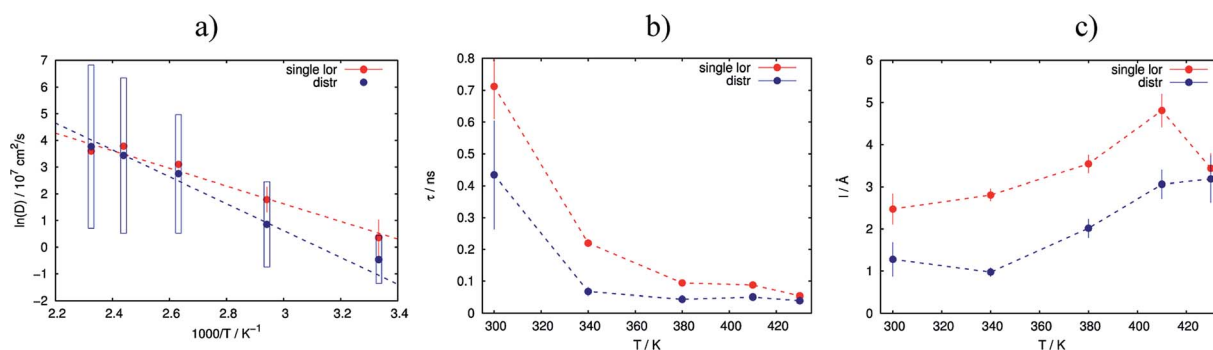 a)
7
6
5
4
3
2
1
0
−1
−2
2.2 2.4 2.6 2.8 3 3.2 3.4
ln(D) / 10⁷ cm²/s
1000/T / K⁻¹
single lor
distr
b)
0.8
0.7
0.6
0.5
0.4
0.3
0.2
0.1
0
300 320 340 360 380 400 420
τ / ns
T / K
single lor
distr
c)
6
5
4
3
2
1
0
300 320 340 360 380 400 420
l / Å
T / K
single lor
distr